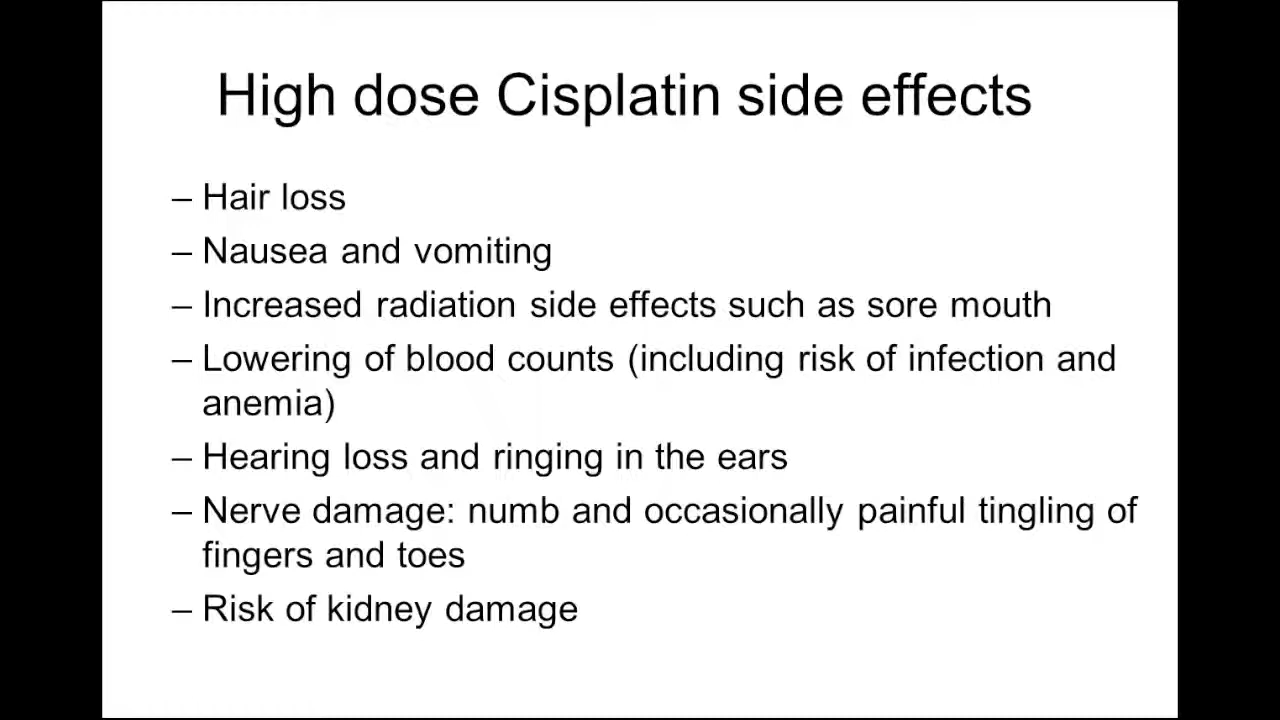 High dose Cisplatin side effects
– Hair loss
– Nausea and vomiting
– Increased radiation side effects such as sore mouth
– Lowering of blood counts (including risk of infection and
anemia)
– Hearing loss and ringing in the ears
– Nerve damage: numb and occasionally painful tingling of
fingers and toes
– Risk of kidney damage